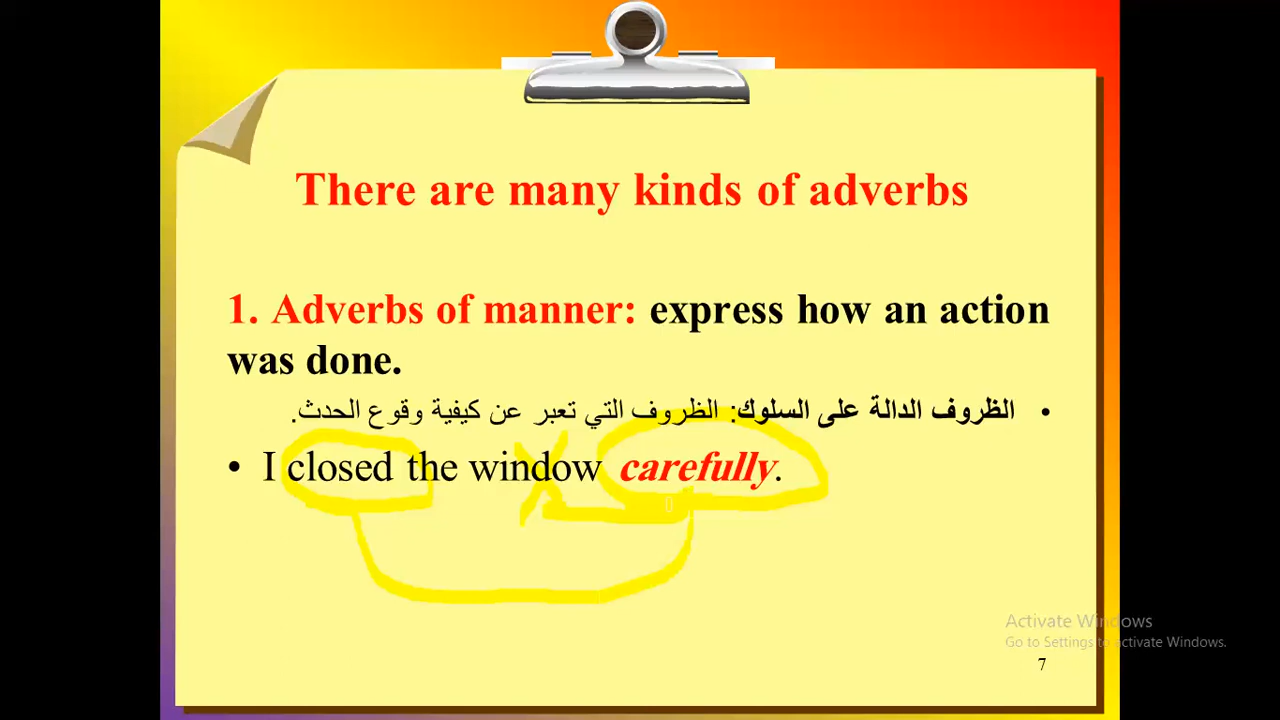 There are many kinds of adverbs
1. Adverbs of manner: express how an action
was done.
• الظروف الدالة على السلوك: الظروف التي تعبر عن كيفية وقوع الحدث.
• I closed the window carefully.
Activate Windows
Go to Settings to activate Windows.
7